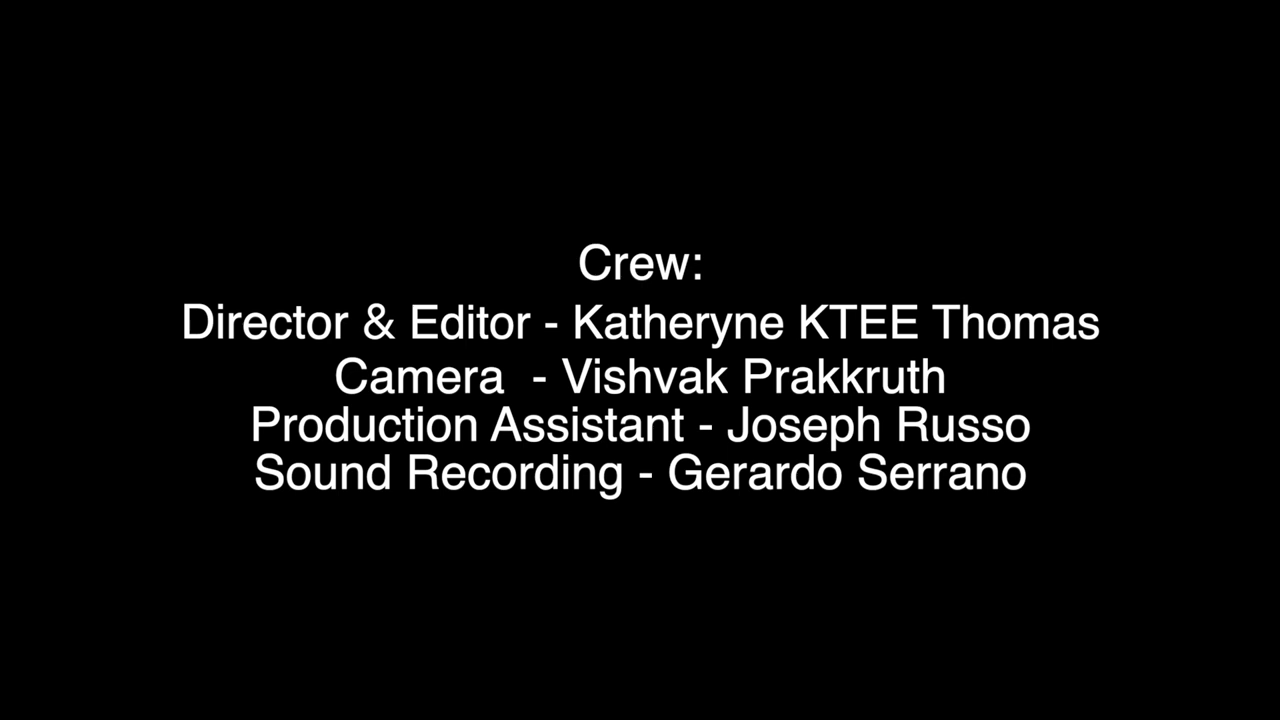 Crew:
Director & Editor - Katheryne KTEE Thomas
Camera  - Vishvak Prakkruth
Production Assistant - Joseph Russo
Sound Recording - Gerardo Serrano